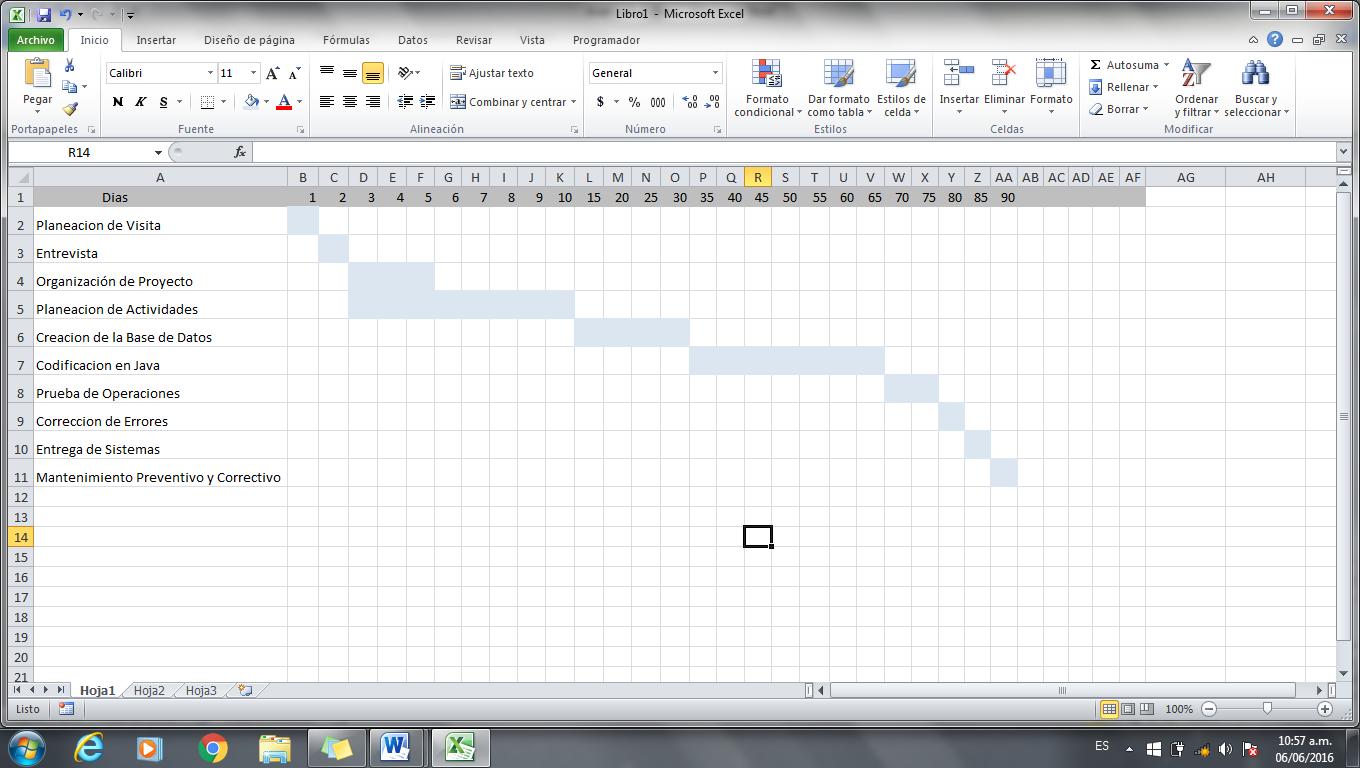 Libro1 - Microsoft Excel
Archivo Inicio Insertar Diseño de página Fórmulas Datos Revisar Vista Programador
Pegar
Portapapeles
Calibri 11
N K S
Fuente
Ajustar texto
Combinar y centrar
Alineación
General
$ % 000
Número
Formato condicional
Dar formato como tabla
Estilos de celda
Estilos
Insertar Eliminar Formato
Celdas
Σ Autosuma
Rellenar
Borrar
Ordenar y filtrar
Buscar y seleccionar
Modificar
R14 fx
A B C D E F G H I J K L M N O P Q R S T U V W X Y Z AA AB AC AD AE AF AG AH
1 Dias 1 2 3 4 5 6 7 8 9 10 15 20 25 30 35 40 45 50 55 60 65 70 75 80 85 90
2 Planeacion de Visita
3 Entrevista
4 Organización de Proyecto
5 Planeacion de Actividades
6 Creacion de la Base de Datos
7 Codificacion en Java
8 Prueba de Operaciones
9 Correccion de Errores
10 Entrega de Sistemas
11 Mantenimiento Preventivo y Correctivo
12
13
14
15
16
17
18
19
20
21
Hoja1 Hoja2 Hoja3
Listo 100%
ES 10:57 a.m.
06/06/2016